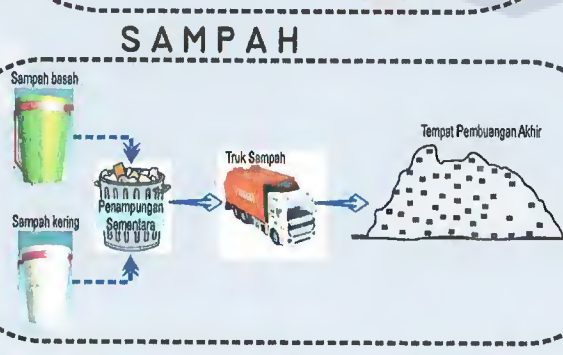 SAMPAH
Sampah basah
Tempat Pembuangan Akhir
Truk Sampah
Penampungan
Sementara
Sampah kering